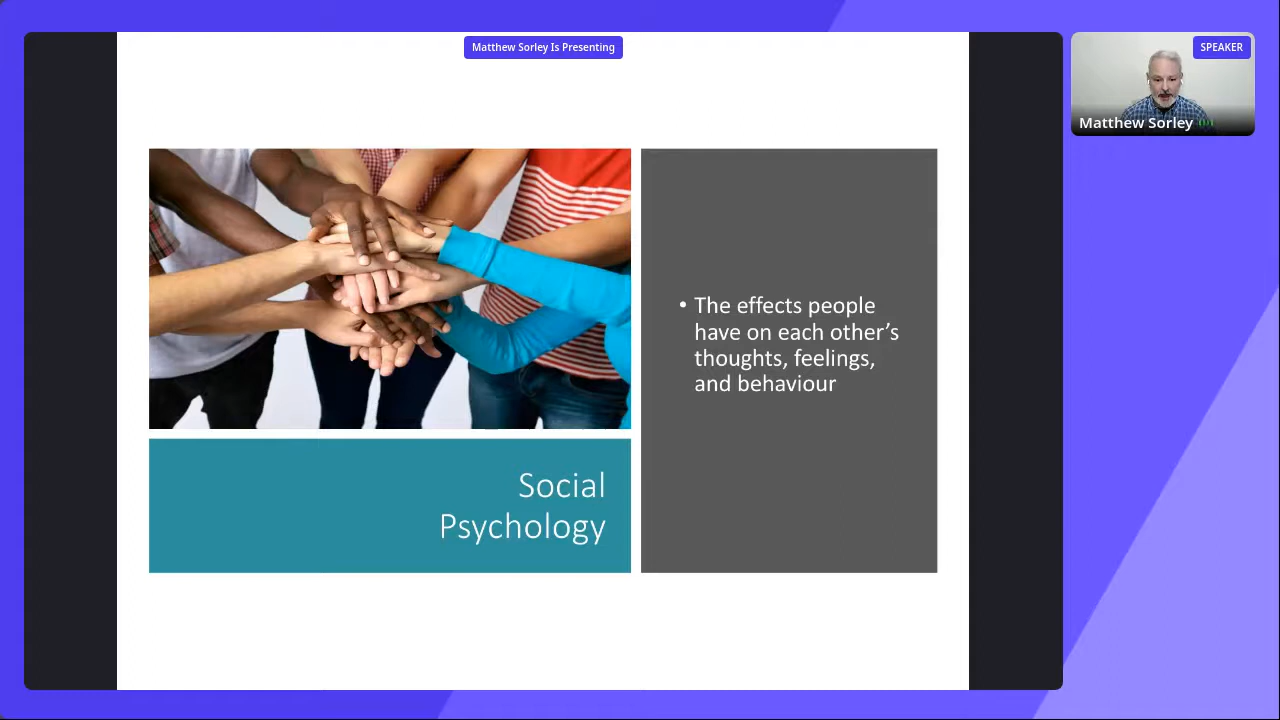 Matthew Sorley Is Presenting
SPEAKER
Matthew Sorley
• The effects people
have on each other’s
thoughts, feelings,
and behaviour
Social
Psychology